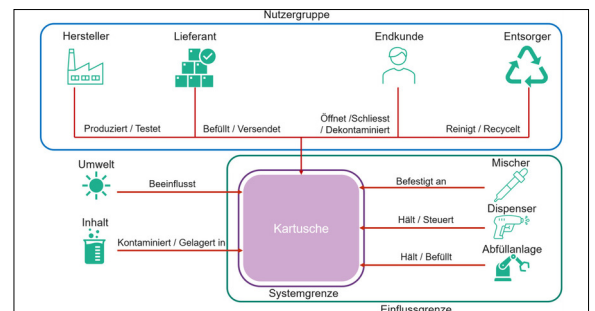 Nutzergruppe
Hersteller
Lieferant
Endkunde
Entsorger
Produziert / Testet
Befüllt / Versendet
Öffnet /Schliesst
/ Dekontaminiert
Reinigt / Recycelt
Umwelt
Beeinflusst
Mischer
Befestigt an
Inhalt
Kontaminiert / Gelagert in
Kartusche
Dispenser
Hält / Steuert
Abfüllanlage
Hält / Befüllt
Systemgrenze
Einflussgrenze